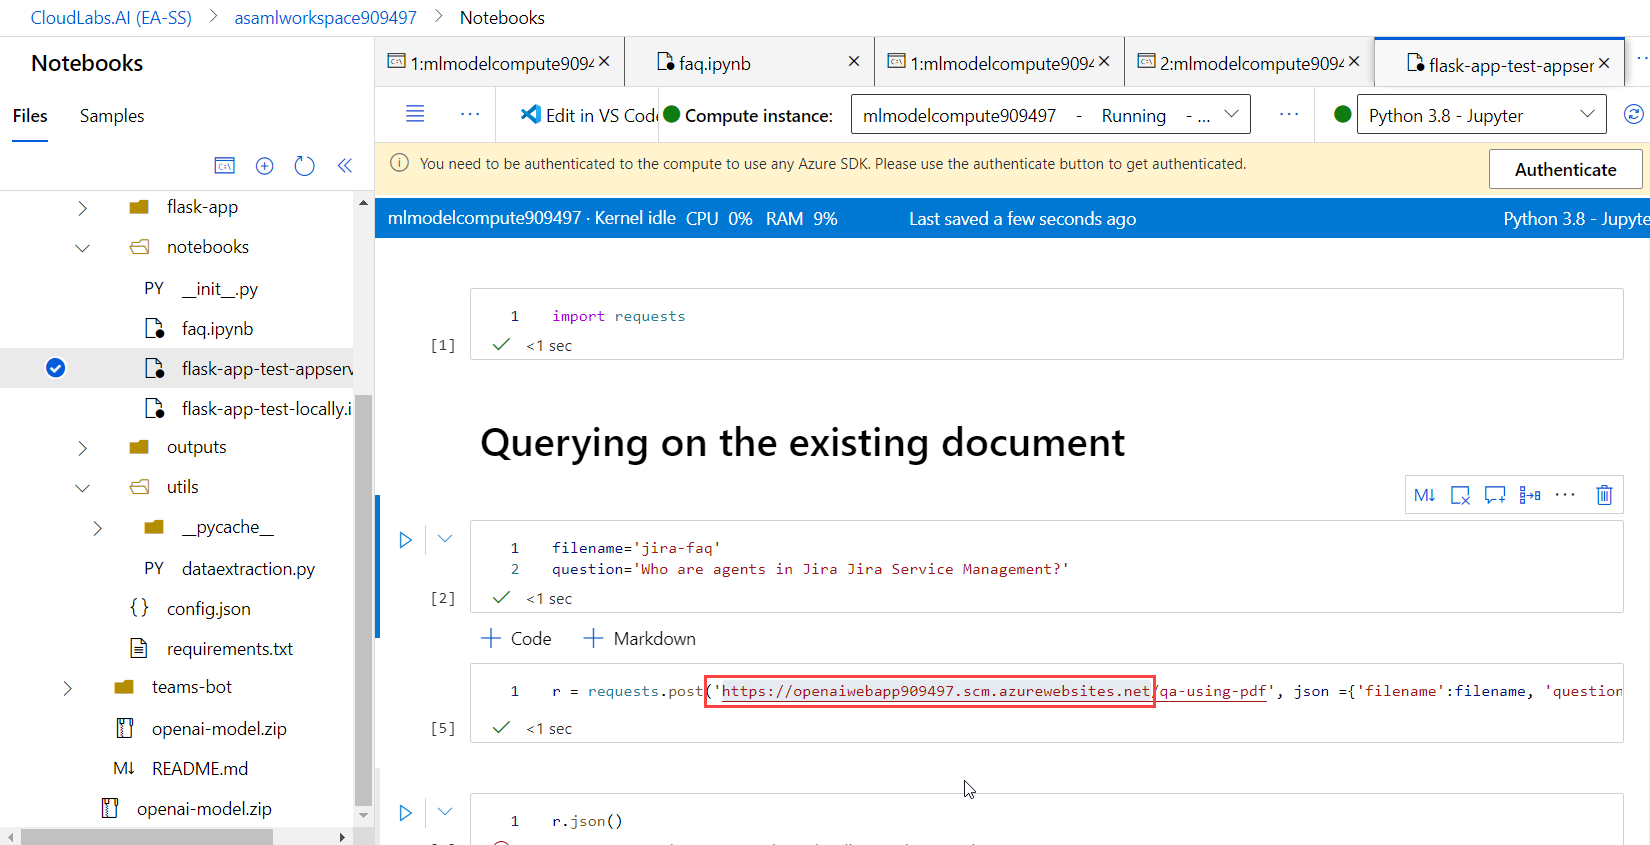 CloudLabs.AI (EA-SS) > asamlworkspace909497 > Notebooks
Notebooks
Files Samples
flask-app
notebooks
PY __init__.py
faq.ipynb
flask-app-test-appserv
flask-app-test-locally.i
outputs
utils
__pycache__
PY dataextraction.py
{} config.json
requirements.txt
teams-bot
openai-model.zip
M↓ README.md
openai-model.zip
1:mlmodelcompute9094 × faq.ipynb × 1:mlmodelcompute9094 × 2:mlmodelcompute9094 × flask-app-test-appser × ...
... Edit in VS Code Compute instance: mlmodelcompute909497 - Running - ... ... Python 3.8 - Jupyter
You need to be authenticated to the compute to use any Azure SDK. Please use the authenticate button to get authenticated. Authenticate
mlmodelcompute909497 · Kernel idle CPU 0% RAM 9% Last saved a few seconds ago Python 3.8 - Jupyte
1 import requests
[1] <1 sec
Querying on the existing document
M↓ ...
1 filename='jira-faq'
2 question='Who are agents in Jira Jira Service Management?'
[2] <1 sec
+ Code + Markdown
1 r = requests.post('https://openaiwebapp909497.scm.azurewebsites.net/qa-using-pdf', json ={'filename':filename, 'question
[5] <1 sec
1 r.json()